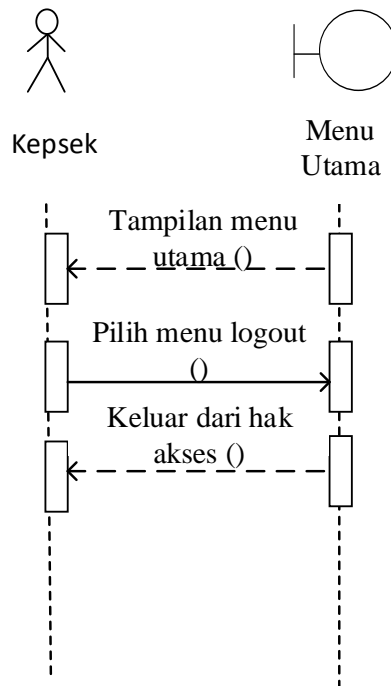 Kepsek
Menu
Utama
Tampilan menu
utama ()
Pilih menu logout
()
Keluar dari hak
akses ()